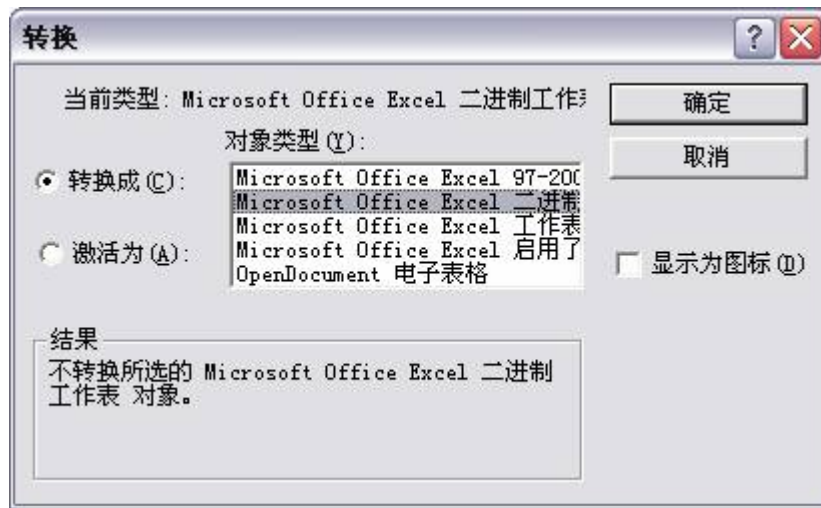 转换
当前类型: Microsoft Office Excel 二进制工作
确定
对象类型(Y):
取消
转换成(C):
Microsoft Office Excel 97-200
Microsoft Office Excel 二进制
Microsoft Office Excel 工作表
Microsoft Office Excel 启用了
OpenDocument 电子表格
激活为(A):
显示为图标(D)
结果
不转换所选的 Microsoft Office Excel 二进制
工作表 对象。